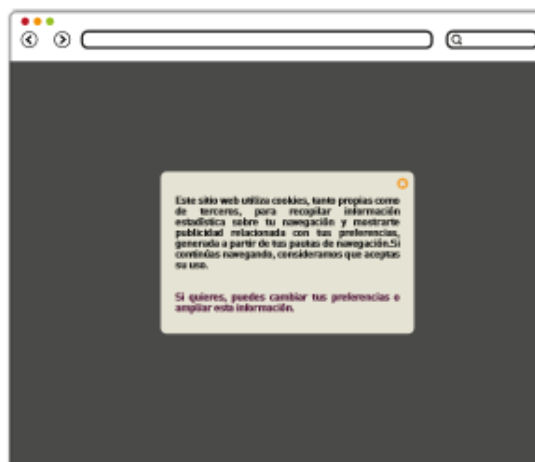 Este sitio web utiliza cookies, tanto propias como
de terceros, para recopilar información
estadística sobre tu navegación y mostrarte
publicidad relacionada con tus preferencias,
generada a partir de tus pautas de navegación.Si
continúas navegando, consideramos que aceptas
su uso.
Si quieres, puedes cambiar tus preferencias o
ampliar esta información.